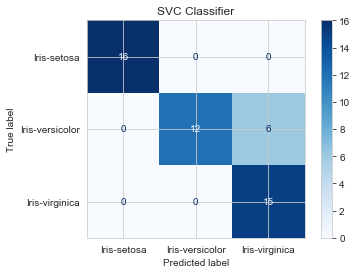 SVC Classifier
Iris-setosa 16 0 0
Iris-versicolor 0 12 6
Iris-virginica 0 0 15
True label
Iris-setosa Iris-versicolor Iris-virginica
Predicted label
16
14
12
10
8
6
4
2
0